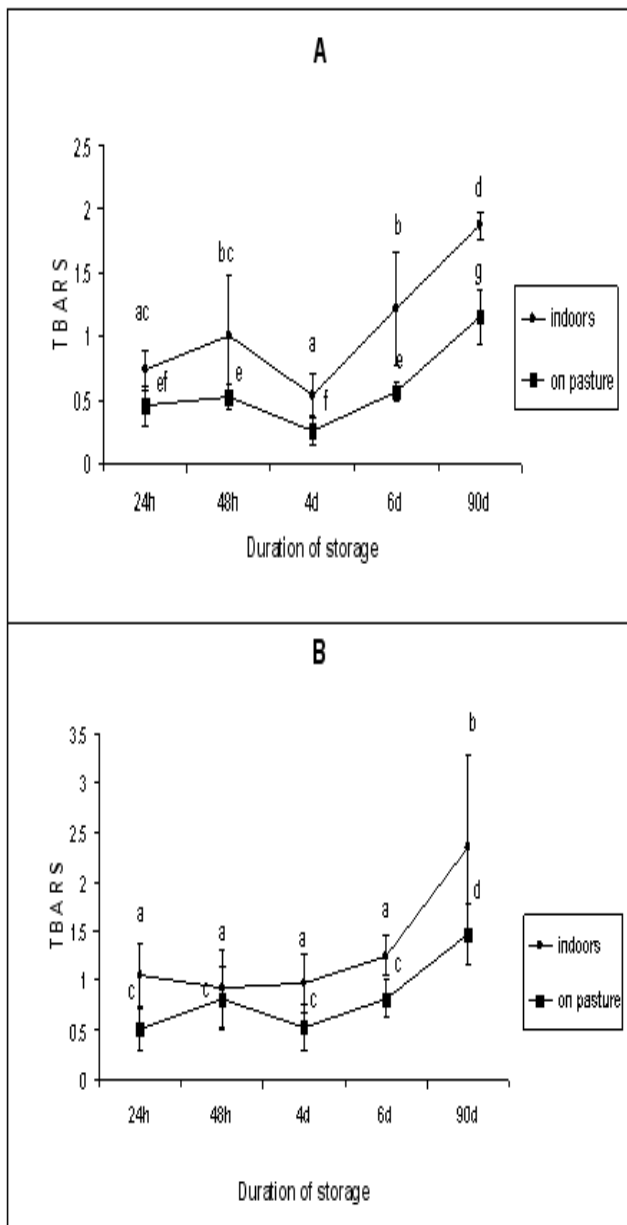 A
2.5
2
1.5
1
0.5
0
TBARS
ac
bc
a
b
d
ef
e
f
e
g
24h 48h 4d 6d 90d
Duration of storage
indoors
on pasture
B
3.5
3
2.5
2
1.5
1
0.5
0
TBARS
a
a
a
a
b
c
c
c
c
d
24h 48h 4d 6d 90d
Duration of storage
indoors
on pasture